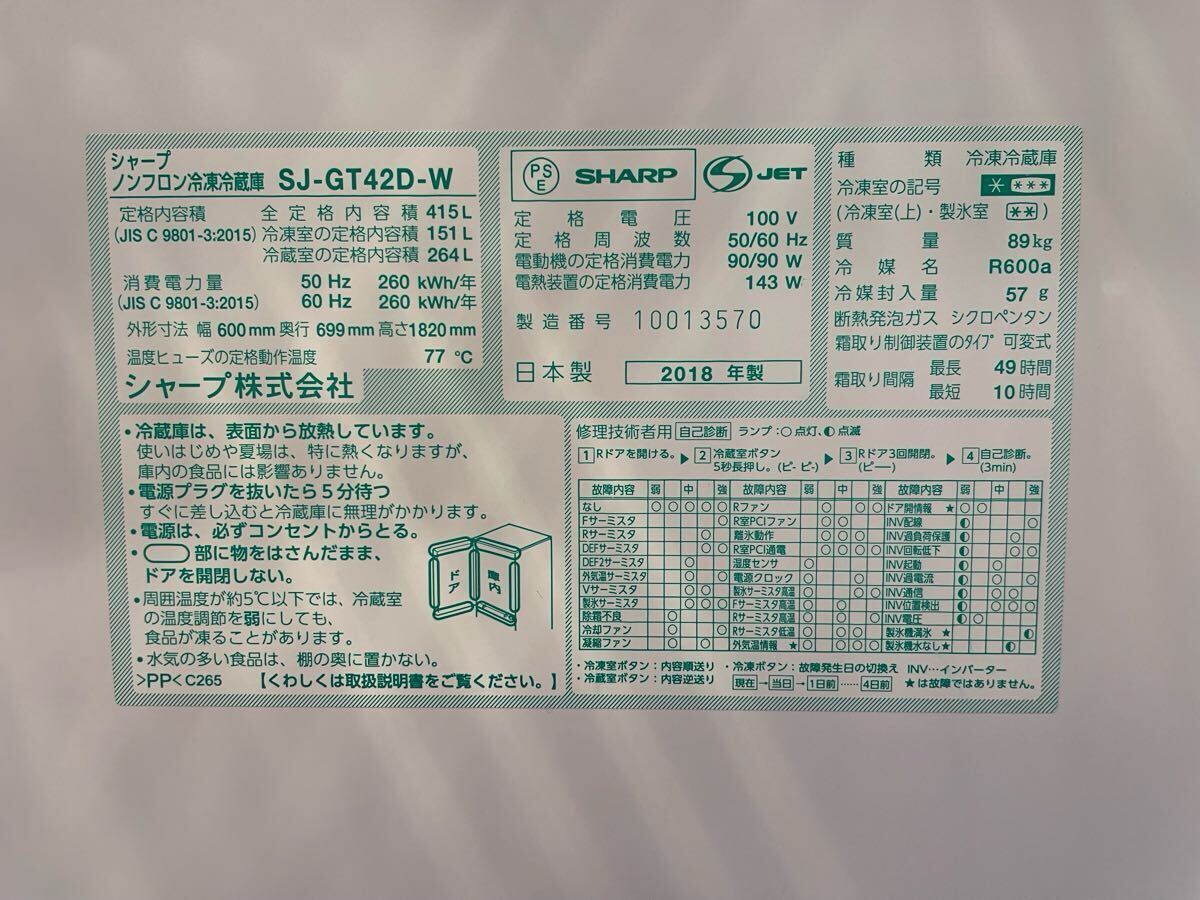 シャープ
ノンフロン冷凍冷蔵庫 SJ-GT42D-W
定格内容積 全定格内容積 415L
(JIS C 9801-3:2015) 冷凍室の定格内容積 151L
冷蔵室の定格内容積 264L
消費電力量 50 Hz 260 kWh/年
(JIS C 9801-3:2015) 60 Hz 260 kWh/年
外形寸法 幅 600mm 奥行 699mm 高さ1820mm
温度ヒューズの定格動作温度 77 ℃
シャープ株式会社
PS
E SHARP S JET
定格電圧 100 V
定格周波数 50/60 Hz
電動機の定格消費電力 90/90 W
電熱装置の定格消費電力 143 W
製造番号 10013570
日本製 2018 年製
種類 冷凍冷蔵庫
冷凍室の記号 * ***
(冷凍室(上)・製氷室 ** )
質量 89kg
冷媒名 R600a
冷媒封入量 57 g
断熱発泡ガス シクロペンタン
霜取り制御装置のタイプ 可変式
霜取り間隔 最長 49時間
最短 10時間
・冷蔵庫は、表面から放熱しています。
使いはじめや夏場は、特に熱くなりますが、
庫内の食品には影響ありません。
・電源プラグを抜いたら5分待つ
すぐに差し込むと冷蔵庫に無理がかかります。
・電源は、必ずコンセントからとる。
・ 部に物をはさんだまま、
ドアを開閉しない。
ドア 庫内
・周囲温度が約5℃以下では、冷蔵室
の温度調節を弱にしても、
食品が凍ることがあります。
・水気の多い食品は、棚の奥に置かない。
>PP< C265 【くわしくは取扱説明書をご覧ください。】
修理技術者用 自己診断 ランプ:○点灯、◐点滅
1 Rドアを開ける。▶ 2 冷蔵室ボタン 5秒長押し。(ピ- ピ-) ▶ 3 Rドア3回開閉。(ピー) ▶ 4 自己診断。(3min)
故障内容 弱 中 強 故障内容 弱 中 強 故障内容 弱 中 強
なし ○ ○ ○ ○ ○ Rファン ドア開情報 ★
Fサーミスタ R室PCIファン INV配線
Rサーミスタ 離氷動作 INV過負荷保護
DEFサーミスタ R室PCI通電 INV回転低下
DEF2サーミスタ 湿度センサ INV起動
外気温サーミスタ 電源クロック INV過電流
Vサーミスタ 製氷サーミスタ高温 INV通信
製氷サーミスタ Fサーミスタ高温 INV位置検出
除霜不良 Rサーミスタ高温 INV電圧
冷却ファン Rサーミスタ低温 製氷機満氷 ★
凝縮ファン 外気温情報 ★ 製氷機水なし★
・冷凍室ボタン：内容順送り ・冷凍ボタン：故障発生日の切換え INV…インバーター
・冷蔵室ボタン：内容逆送り 現在→当日→1日前……4日前 ★は故障ではありません。